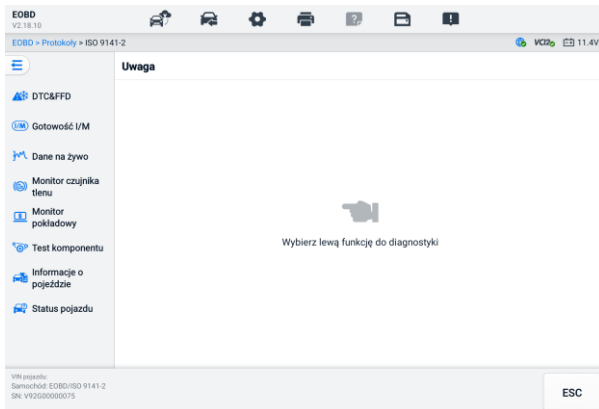 EOBD
V2.18.10
EOBD > Protokoły > ISO 9141-2
VCI2
11.4V
Uwaga
DTC&FFD
I/M
Gotowość I/M
Dane na żywo
Monitor czujnika
tlenu
Monitor
pokładowy
Test komponentu
Informacje o
pojeździe
Status pojazdu
Wybierz lewą funkcję do diagnostyki
VIN pojazdu:
Samochód: EOBD/ISO 9141-2
SN: V92G00000075
ESC